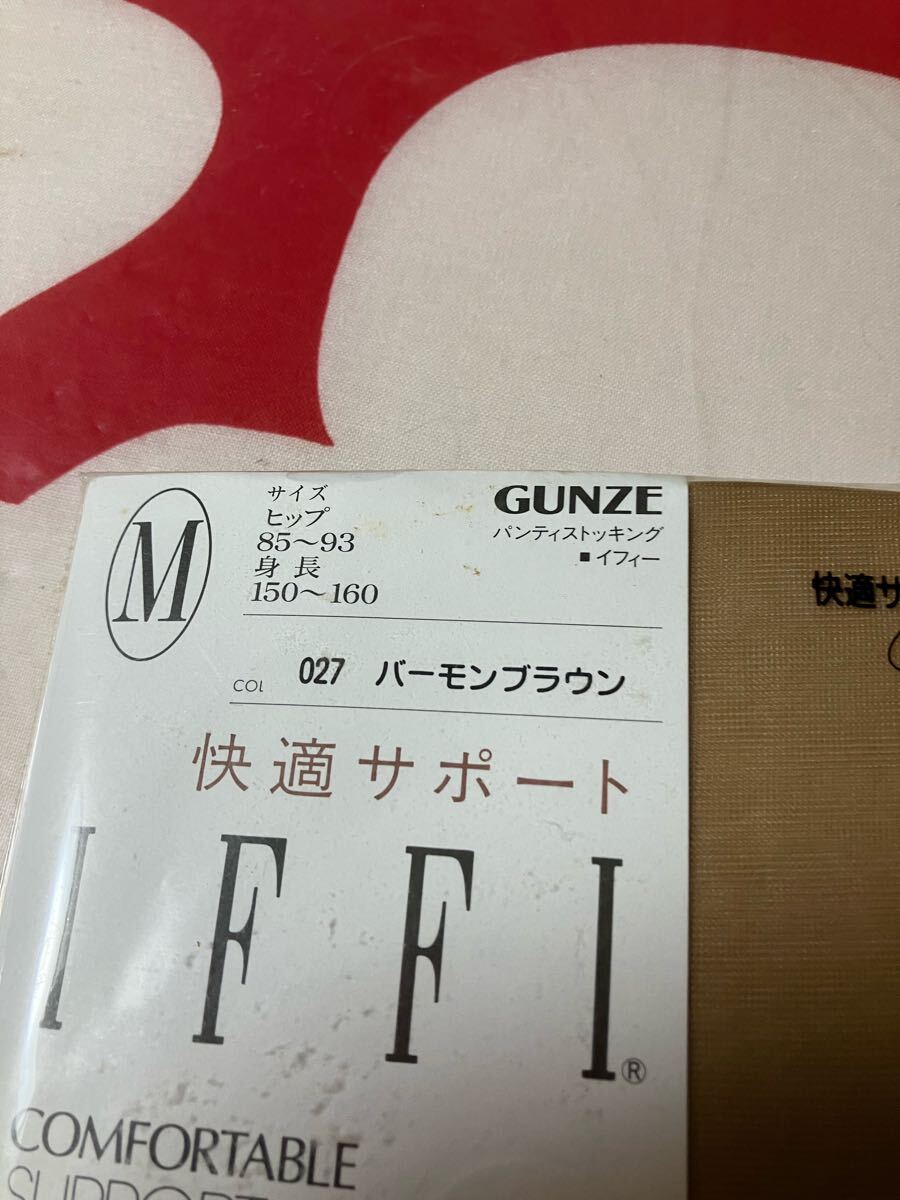 M
サイズ
ヒップ
85〜93
身長
150〜160
GUNZE
パンティストッキング
■イフィー
COL 027 バーモンブラウン
快適サポート
IFFI®
COMFORTABLE
SUPPORT
快適サ